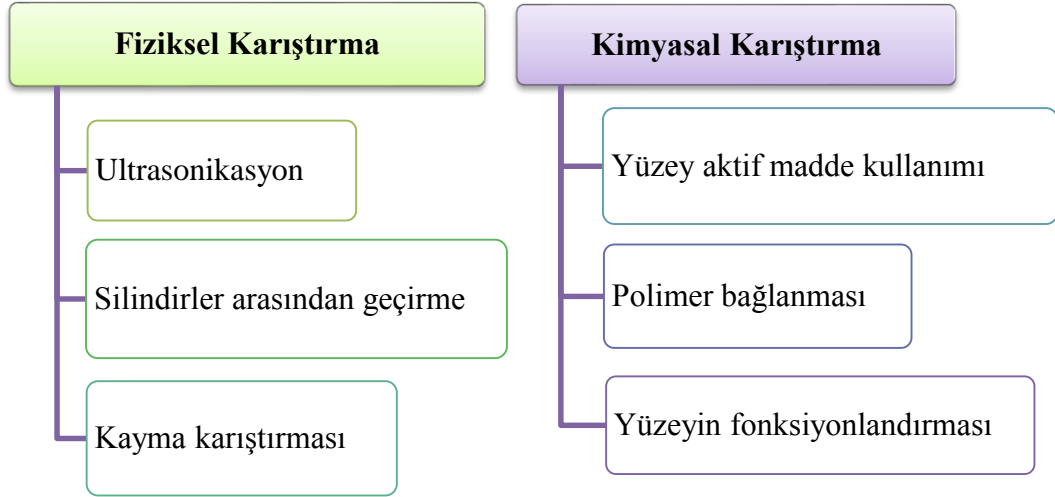 Fiziksel Karıştırma
Ultrasonikasyon
Silindirler arasından geçirme
Kayma karıştırması
Kimyasal Karıştırma
Yüzey aktif madde kullanımı
Polimer bağlanması
Yüzeyin fonksiyonlandırması